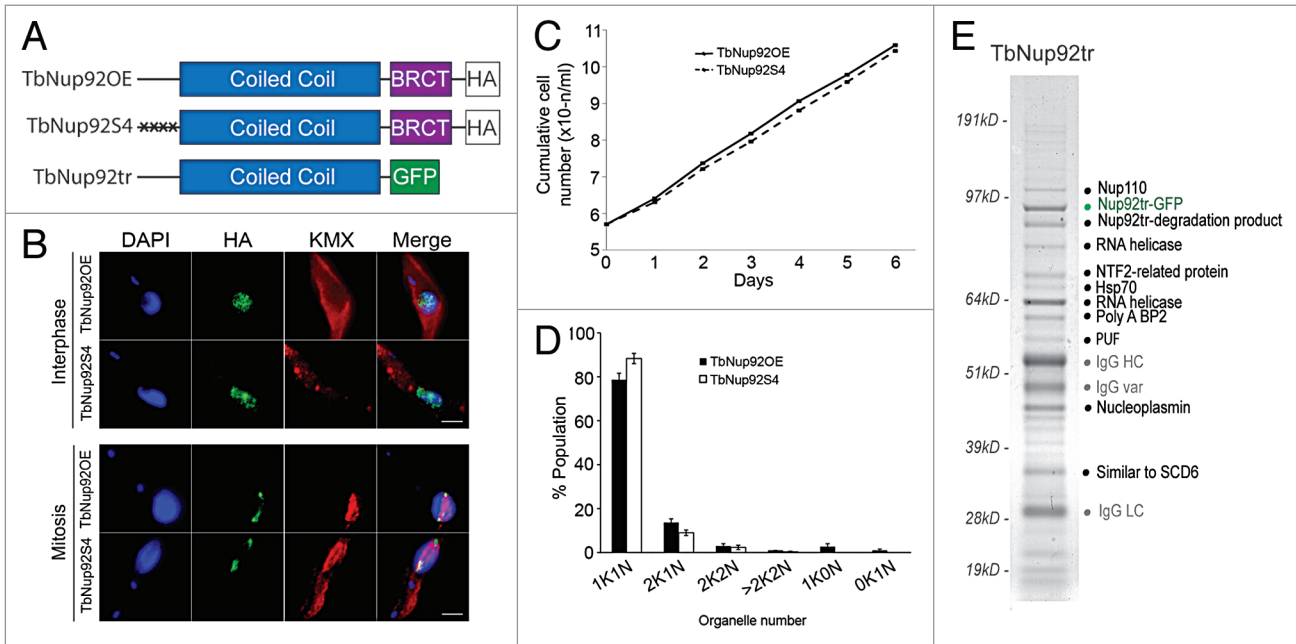 A
TbNup92OE
Coiled Coil
BRCT
HA
TbNup92S4
xxxx
Coiled Coil
BRCT
HA
TbNup92tr
Coiled Coil
GFP
B
DAPI
HA
KMX
Merge
Interphase
TbNup92OE
TbNup92S4
Mitosis
TbNup92OE
TbNup92S4
C
Cumulative cell
number (x10-n/ml)
11
10
9
8
7
6
5
TbNup92OE
TbNup92S4
0 1 2 3 4 5 6
Days
D
% Population
100
80
60
40
20
0
TbNup92OE
TbNup92S4
1K1N
2K1N
2K2N
>2K2N
1K0N
0K1N
Organelle number
E
TbNup92tr
191kD -
97kD -
64kD -
51kD -
39kD -
28kD -
19kD -
Nup110
Nup92tr-GFP
Nup92tr-degradation product
RNA helicase
NTF2-related protein
Hsp70
RNA helicase
Poly A BP2
PUF
IgG HC
IgG var
Nucleoplasmin
Similar to SCD6
IgG LC